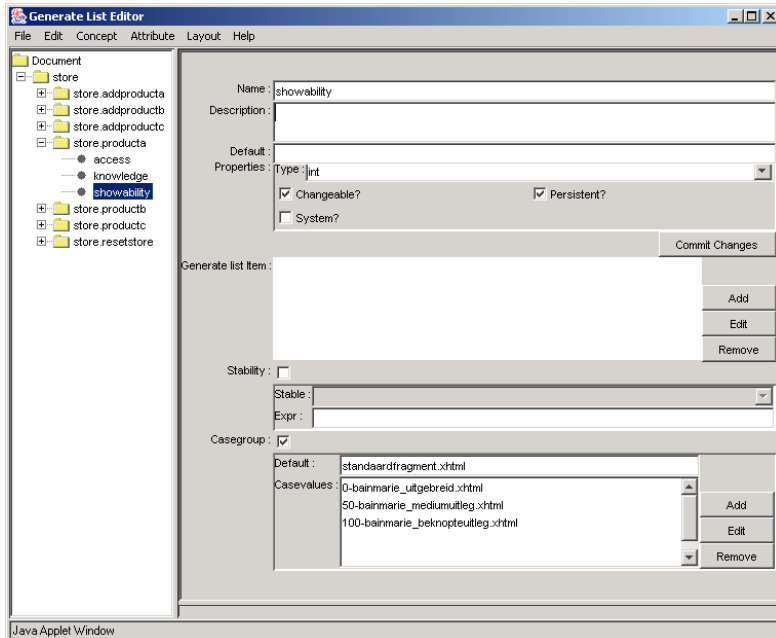 Generate List Editor
File Edit Concept Attribute Layout Help
Document
store
store.addproducta
store.addproductb
store.addproductc
store.producta
access
knowledge
showability
store.productb
store.productc
store.resetstore
Name : showability
Description :
Default :
Properties : Type : int
Changeable? Persistent?
System?
Commit Changes
Generate list Item :
Add
Edit
Remove
Stability :
Stable :
Expr :
Casegroup :
Default : standaardfragment.xhtml
Casevalues : 0-bainmarie_uitgebreid.xhtml
50-bainmarie_mediumuitleg.xhtml
100-bainmarie_beknopteuitleg.xhtml
Add
Edit
Remove
Java Applet Window